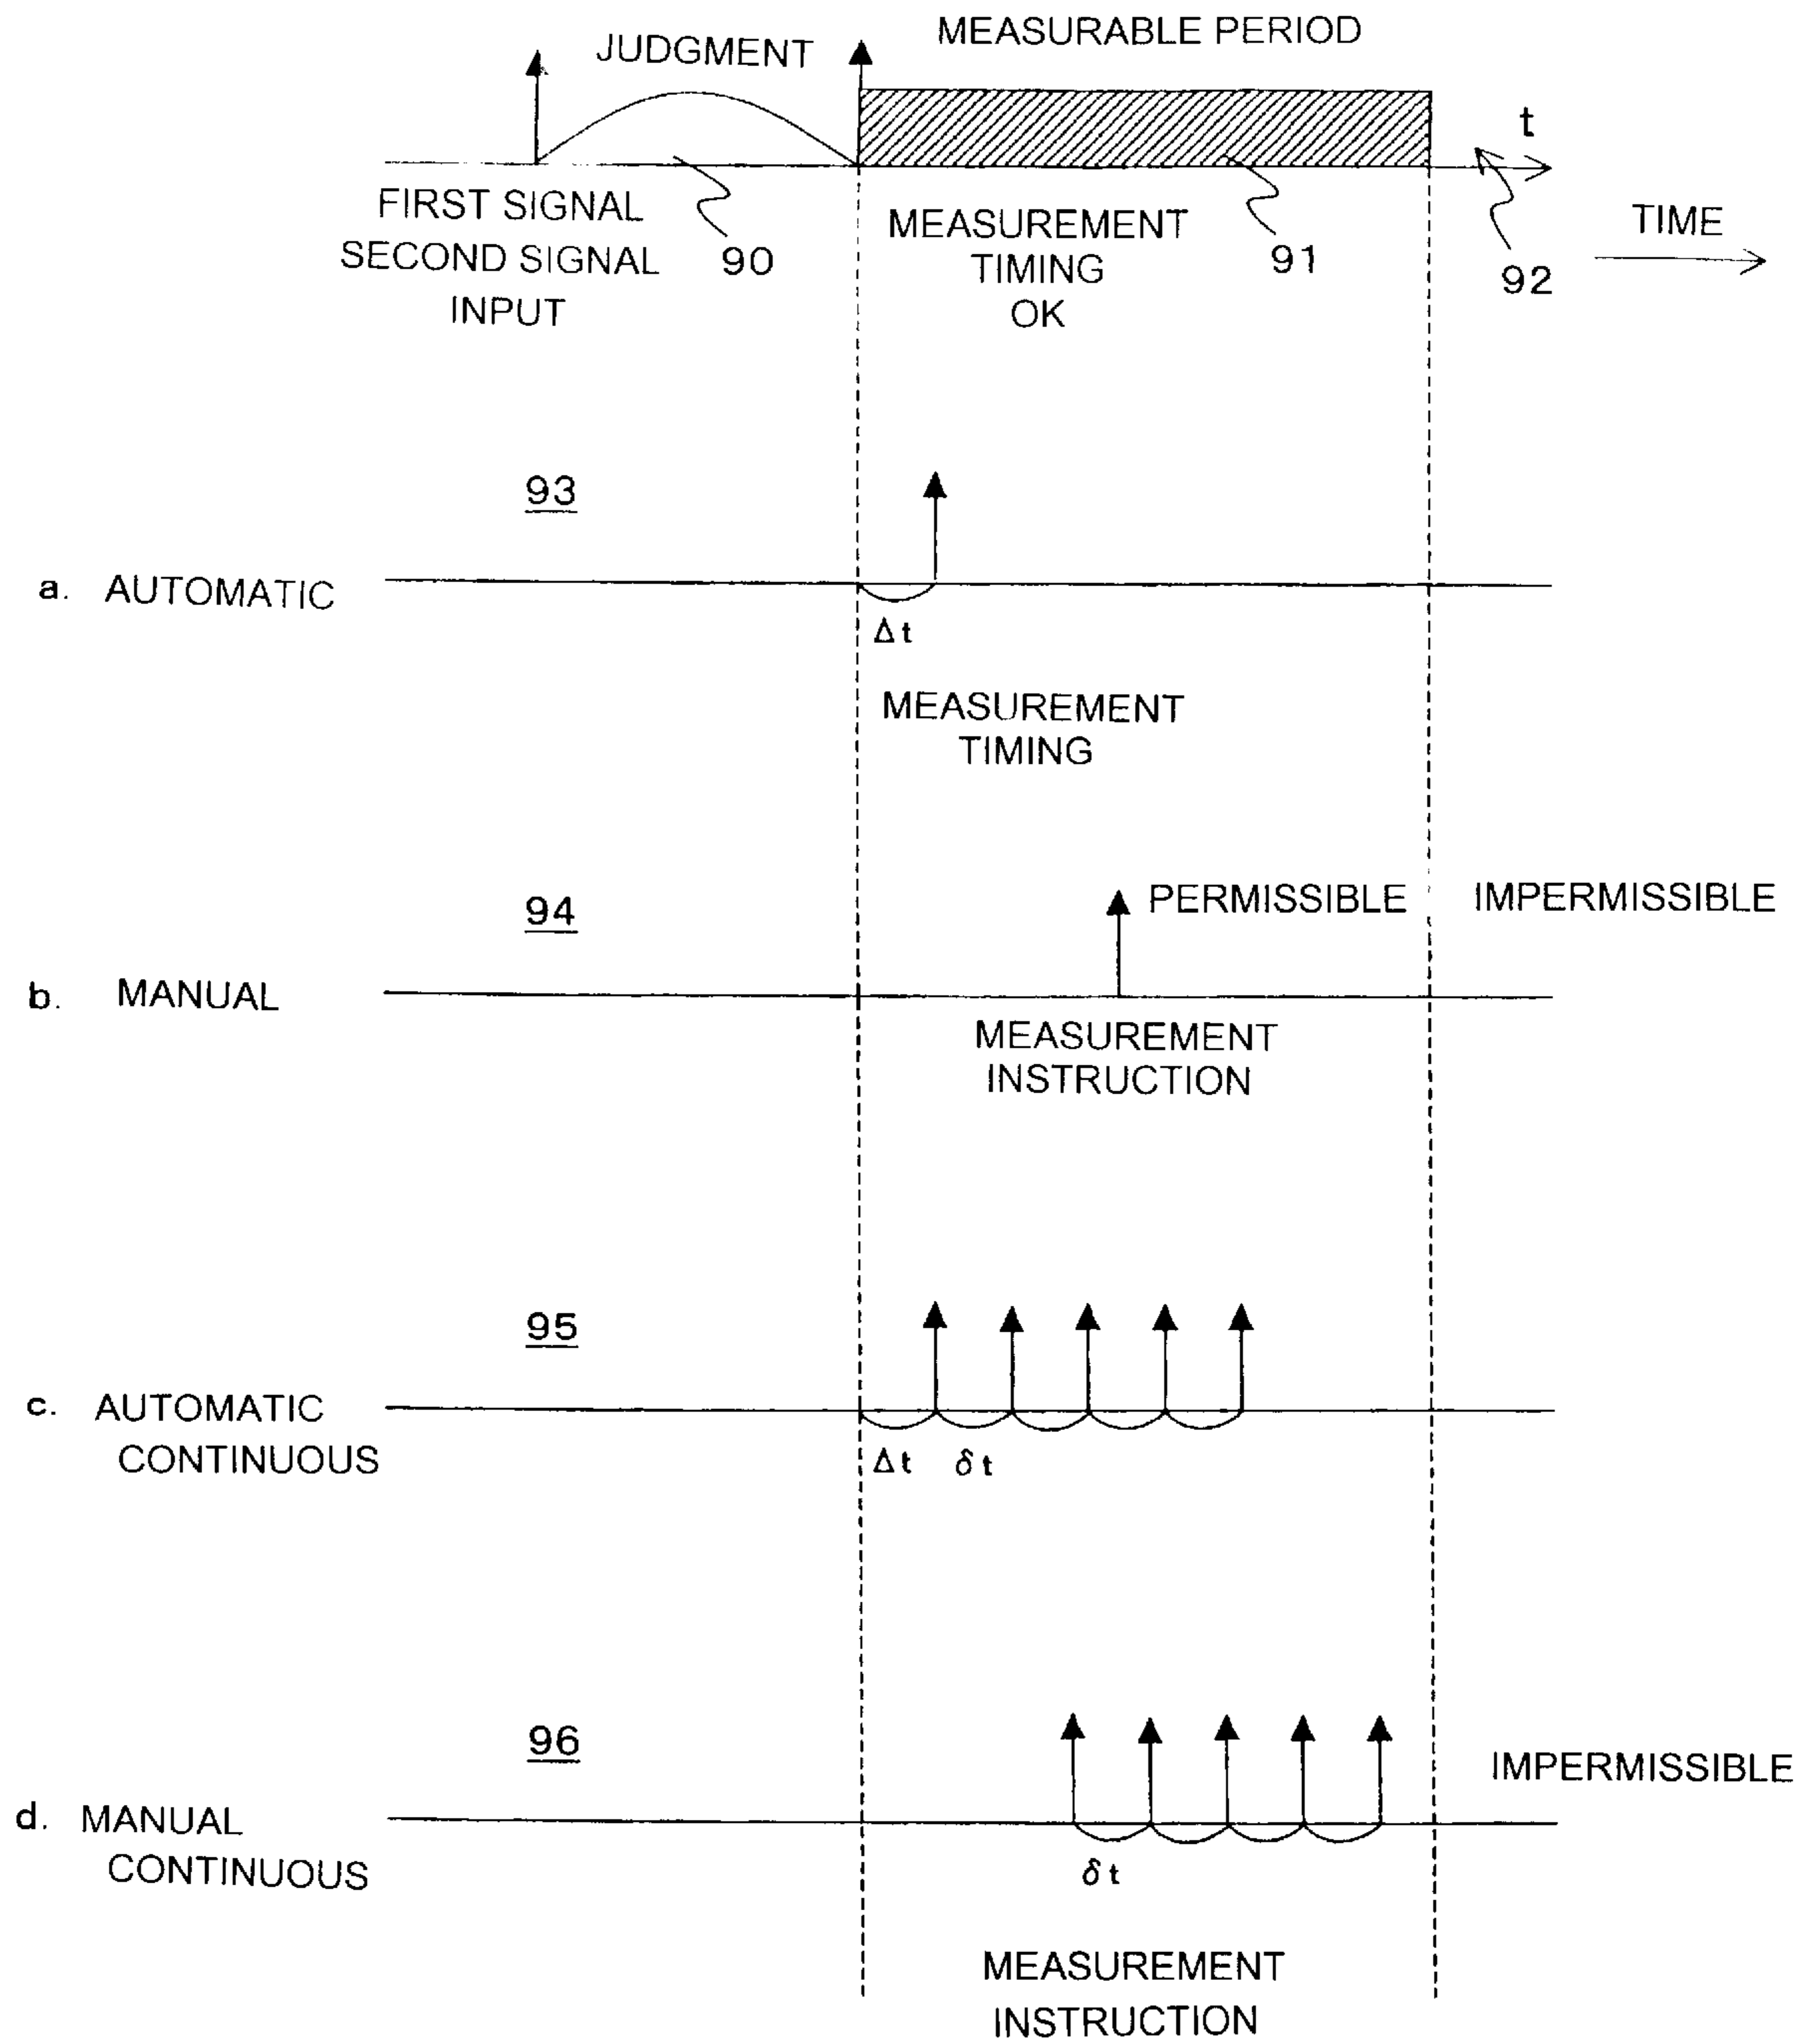 JUDGMENT
MEASURABLE PERIOD
t
FIRST SIGNAL
SECOND SIGNAL
INPUT
90
MEASUREMENT
TIMING
OK
91
92
TIME
93
a. AUTOMATIC
Δt
MEASUREMENT
TIMING
94
PERMISSIBLE
IMPERMISSIBLE
b. MANUAL
MEASUREMENT
INSTRUCTION
95
c. AUTOMATIC
CONTINUOUS
Δt δt
96
IMPERMISSIBLE
d. MANUAL
CONTINUOUS
δt
MEASUREMENT
INSTRUCTION